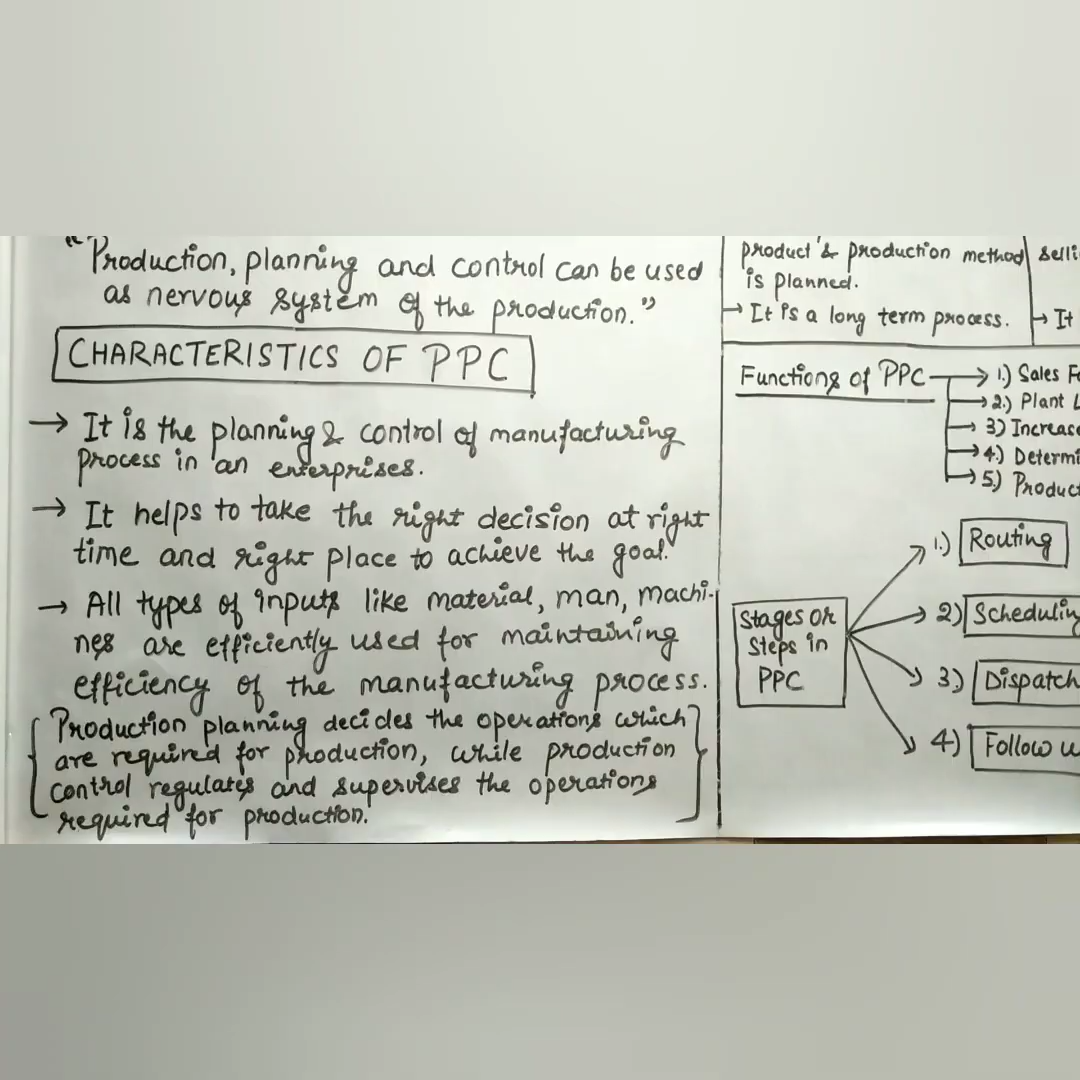 "Production, planning and control can be used
as nervous system of the production."
CHARACTERISTICS OF PPC
→ It is the planning & control of manufacturing
process in an enterprises.
→ It helps to take the right decision at right
time and right place to achieve the goal.
→ All types of inputs like material, man, machi-
nes are efficiently used for maintaining
efficiency of the manufacturing process.
Production planning decides the operations which
are required for production, while production
control regulates and supervises the operations
required for production.
product & production method
is planned.
→ It is a long term process.
selli
→ It
Functions of PPC
→ 1.) Sales Fo
→ 2.) Plant L
→ 3) Increase
→ 4.) Determi
→ 5.) Product
Stages or
Steps in
PPC
1.) Routing
2) Scheduling
3.) Dispatch
4) Follow u